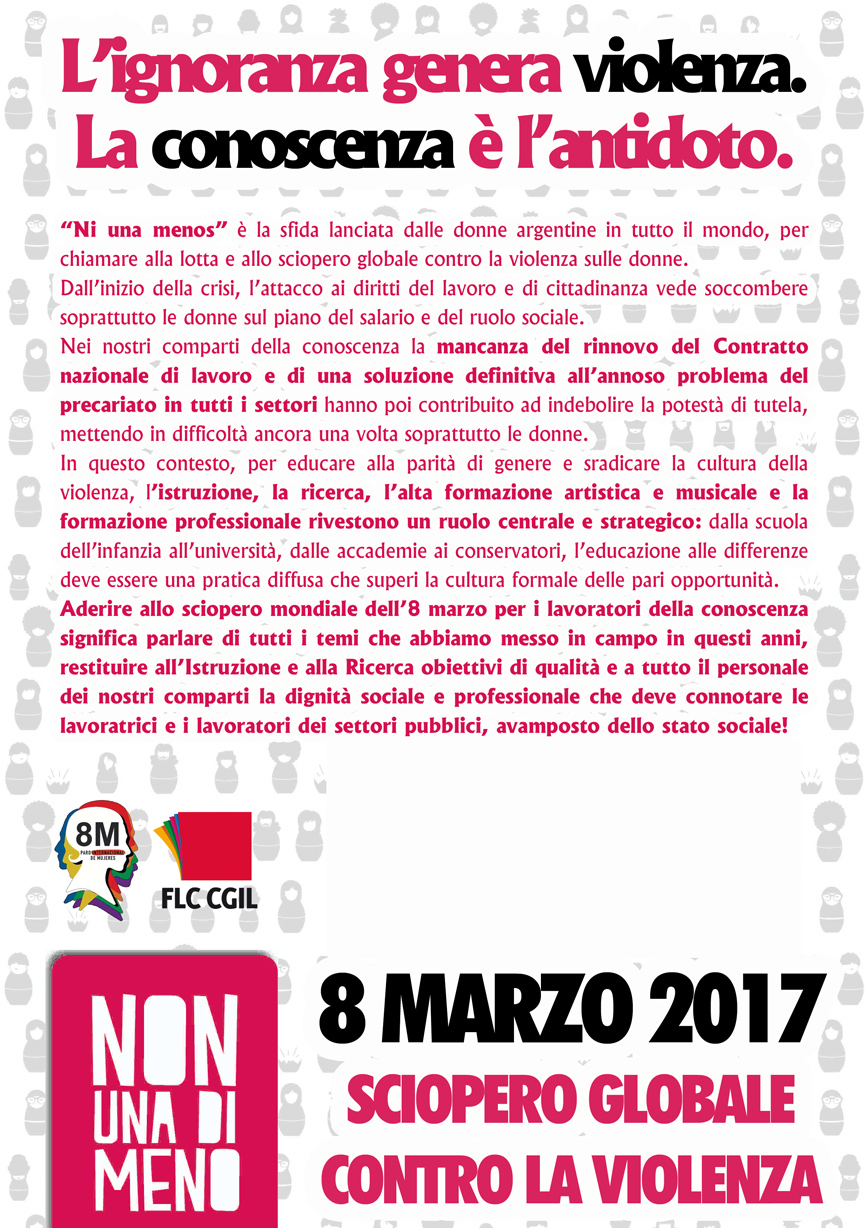 L'ignoranza genera violenza.
La conoscenza è l'antidoto.
“Ni una menos” è la sfida lanciata dalle donne argentine in tutto il mondo, per
chiamare alla lotta e allo sciopero globale contro la violenza sulle donne.
Dall’inizio della crisi, l’attacco ai diritti del lavoro e di cittadinanza vede soccombere
soprattutto le donne sul piano del salario e del ruolo sociale.
Nei nostri comparti della conoscenza la mancanza del rinnovo del Contratto
nazionale di lavoro e di una soluzione definitiva all’annoso problema del
precariato in tutti i settori hanno poi contribuito ad indebolire la potestà di tutela,
mettendo in difficoltà ancora una volta soprattutto le donne.
In questo contesto, per educare alla parità di genere e sradicare la cultura della
violenza, l’istruzione, la ricerca, l’alta formazione artistica e musicale e la
formazione professionale rivestono un ruolo centrale e strategico: dalla scuola
dell’infanzia all’università, dalle accademie ai conservatori, l’educazione alle differenze
deve essere una pratica diffusa che superi la cultura formale delle pari opportunità.
Aderire allo sciopero mondiale dell’8 marzo per i lavoratori della conoscenza
significa parlare di tutti i temi che abbiamo messo in campo in questi anni,
restituire all’Istruzione e alla Ricerca obiettivi di qualità e a tutto il personale
dei nostri comparti la dignità sociale e professionale che deve connotare le
lavoratrici e i lavoratori dei settori pubblici, avamposto dello stato sociale!
8M
PARO INTERNACIONAL
DE MUJERES
FLC CGIL
NON
UNA DI
MENO
8 MARZO 2017
SCIOPERO GLOBALE
CONTRO LA VIOLENZA